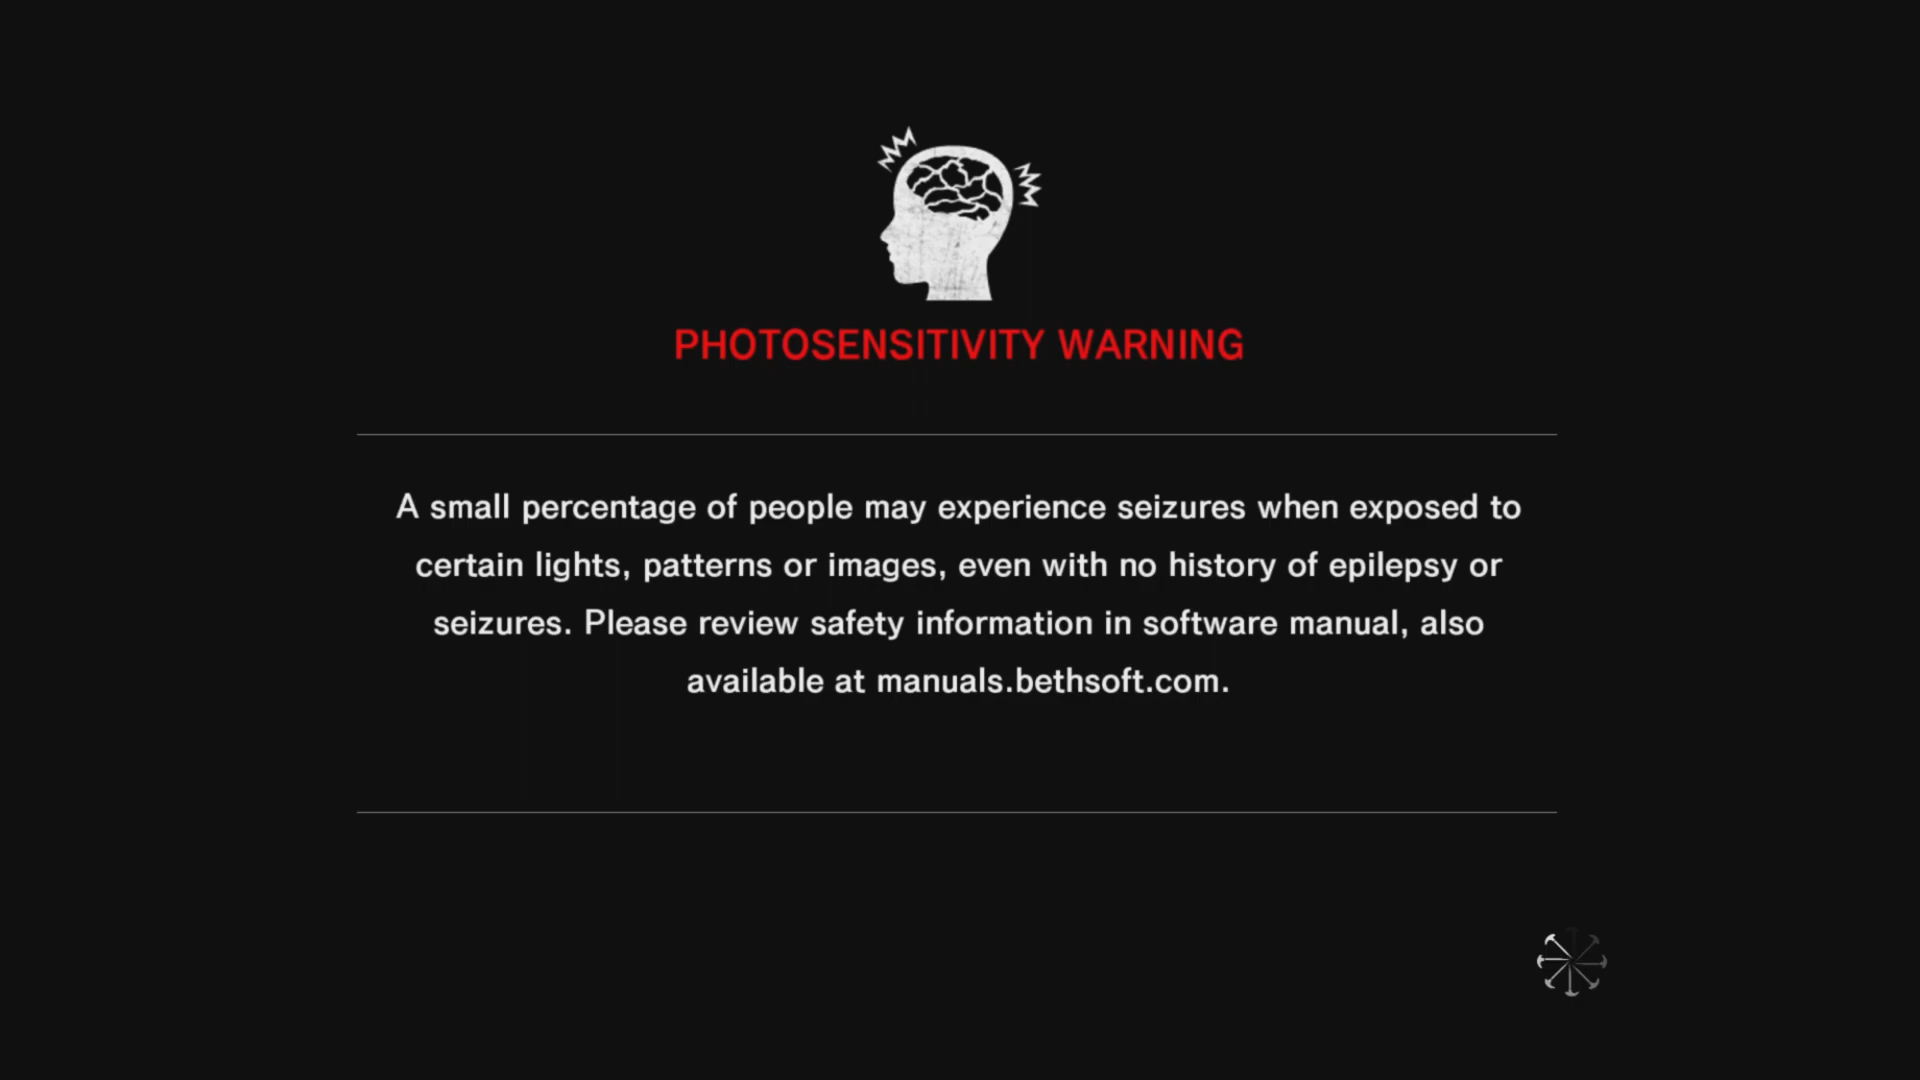 PHOTOSENSITIVITY WARNING
A small percentage of people may experience seizures when exposed to
certain lights, patterns or images, even with no history of epilepsy or
seizures. Please review safety information in software manual, also
available at manuals.bethsoft.com.